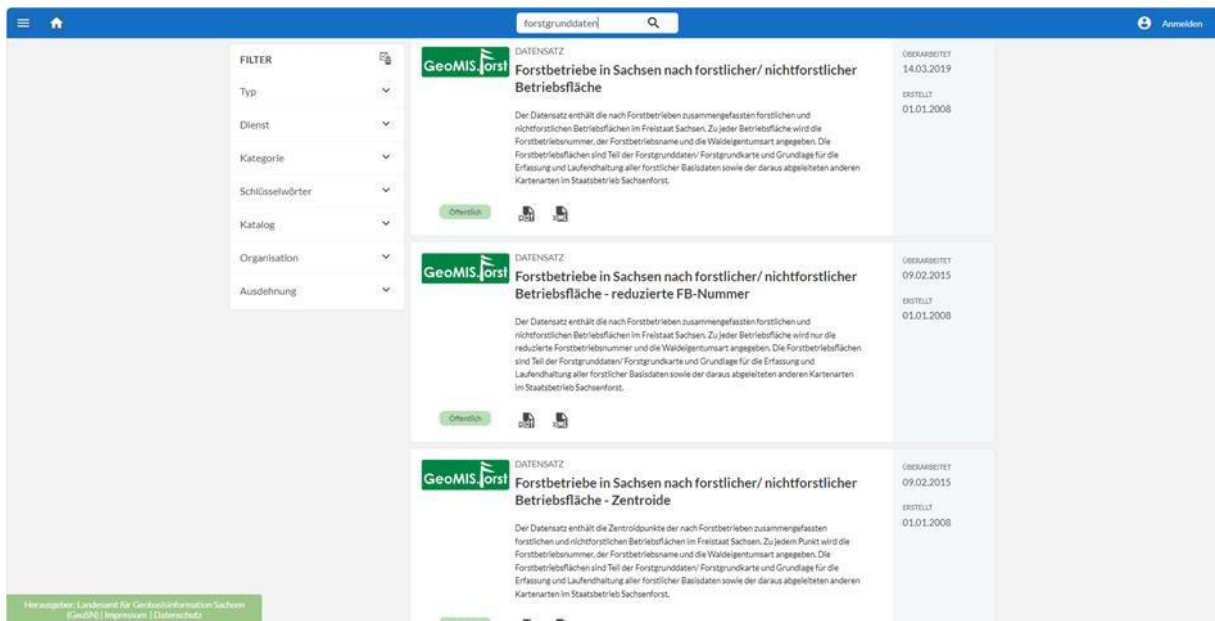 forstgrunddaten
Anmelden
FILTER
Typ
Dienst
Kategorie
Schlüsselwörter
Katalog
Organisation
Ausdehnung
GeoMIS.forst
DATENSATZ
Forstbetriebe in Sachsen nach forstlicher/ nichtforstlicher
Betriebsfläche
Der Datensatz enthält die nach Forstbetrieben zusammengefassten forstlichen und
nichtforstlichen Betriebsflächen im Freistaat Sachsen. Zu jeder Betriebsfläche wird die
Forstbetriebsnummer, der Forstbetriebsname und die Waldeigentumsart angegeben. Die
Forstbetriebsflächen sind Teil der Forstgrunddaten/ Forstgrundkarte und Grundlage für die
Erfassung und Laufendhaltung aller forstlicher Basisdaten sowie der daraus abgeleiteten anderen
Kartenarten im Staatsbetrieb Sachsenforst.
Öffentlich
ÜBERARBEITET
14.03.2019
ERSTELLT
01.01.2008
GeoMIS.forst
DATENSATZ
Forstbetriebe in Sachsen nach forstlicher/ nichtforstlicher
Betriebsfläche - reduzierte FB-Nummer
Der Datensatz enthält die nach Forstbetrieben zusammengefassten forstlichen und
nichtforstlichen Betriebsflächen im Freistaat Sachsen. Zu jeder Betriebsfläche wird nur die
reduzierte Forstbetriebsnummer und die Waldeigentumsart angegeben. Die Forstbetriebsflächen
sind Teil der Forstgrunddaten/ Forstgrundkarte und Grundlage für die Erfassung und
Laufendhaltung aller forstlicher Basisdaten sowie der daraus abgeleiteten anderen Kartenarten
im Staatsbetrieb Sachsenforst.
Öffentlich
ÜBERARBEITET
09.02.2015
ERSTELLT
01.01.2008
GeoMIS.forst
DATENSATZ
Forstbetriebe in Sachsen nach forstlicher/ nichtforstlicher
Betriebsfläche - Zentroide
Der Datensatz enthält die Zentroidpunkte der nach Forstbetrieben zusammengefassten
forstlichen und nichtforstlichen Betriebsflächen im Freistaat Sachsen. Zu jedem Punkt wird die
Forstbetriebsnummer, der Forstbetriebsname und die Waldeigentumsart angegeben. Die
Forstbetriebsflächen sind Teil der Forstgrunddaten/ Forstgrundkarte und Grundlage für die
Erfassung und Laufendhaltung aller forstlicher Basisdaten sowie der daraus abgeleiteten anderen
Kartenarten im Staatsbetrieb Sachsenforst.
ÜBERARBEITET
09.02.2015
ERSTELLT
01.01.2008
Herausgeber: Landesamt für Geobasisinformation Sachsen
(GeoSN) | Impressum | Datenschutz